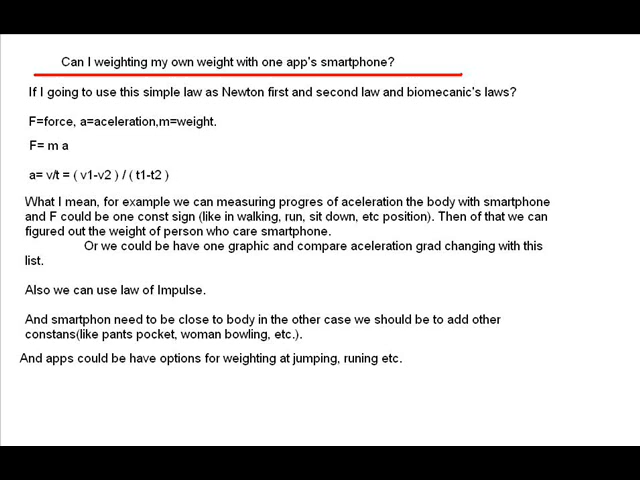 Can I weighting my own weight with one app's smartphone?
If I going to use this simple law as Newton first and second law and biomecanic's laws?
F=force, a=aceleration,m=weight.
F= m a
a= v/t = ( v1-v2 ) / ( t1-t2 )
What I mean, for example we can measuring progres of aceleration the body with smartphone
and F could be one const sign (like in walking, run, sit down, etc position). Then of that we can
figured out the weight of person who care smartphone.
Or we could be have one graphic and compare aceleration grad changing with this
list.
Also we can use law of Impulse.
And smartphon need to be close to body in the other case we should be to add other
constans(like pants pocket, woman bowling, etc.).
And apps could be have options for weighting at jumping, runing etc.